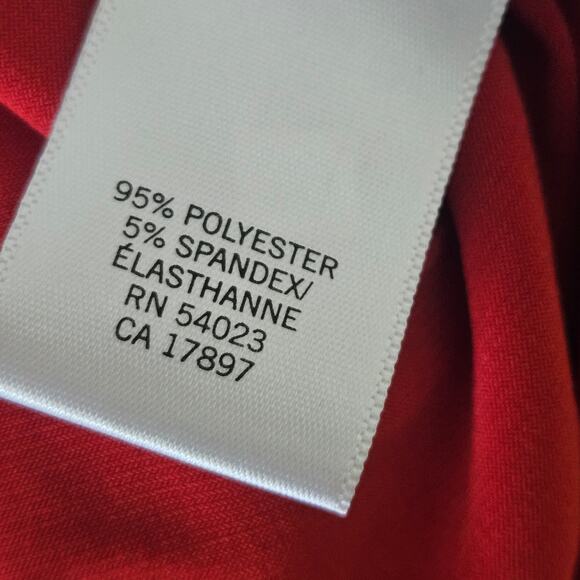 95% POLYESTER
5% SPANDEX/
ÉLASTHANNE
RN 54023
CA 17897